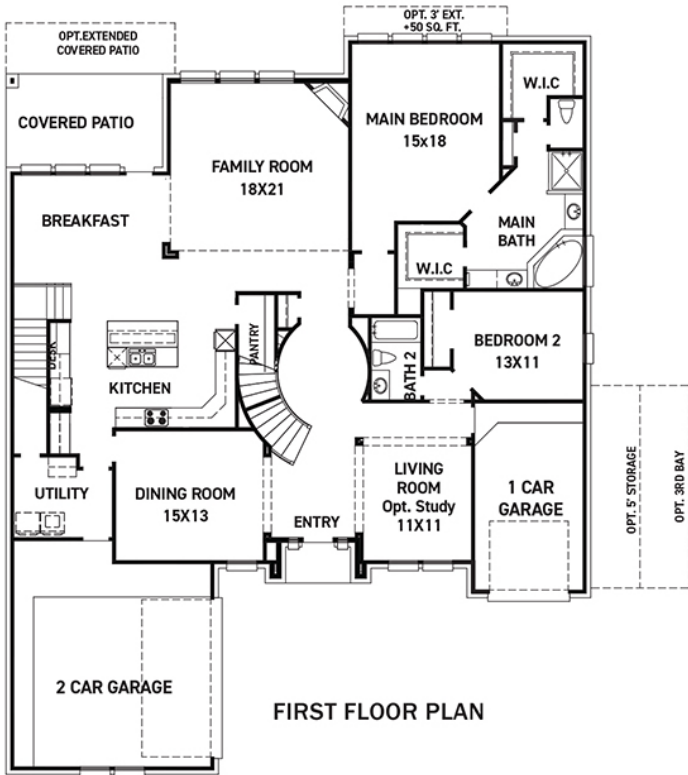 OPT. 3' EXT.
+50 SQ. FT.
OPT.EXTENDED
COVERED PATIO
W.I.C
COVERED PATIO
MAIN BEDROOM
15x18
FAMILY ROOM
18X21
BREAKFAST
MAIN
BATH
W.I.C
PANTRY
DESK
BEDROOM 2
13X11
BATH 2
KITCHEN
LIVING
ROOM
Opt. Study
11X11
1 CAR
GARAGE
OPT. 5' STORAGE
OPT. 3RD BAY
UTILITY
DINING ROOM
15X13
ENTRY
2 CAR GARAGE
FIRST FLOOR PLAN